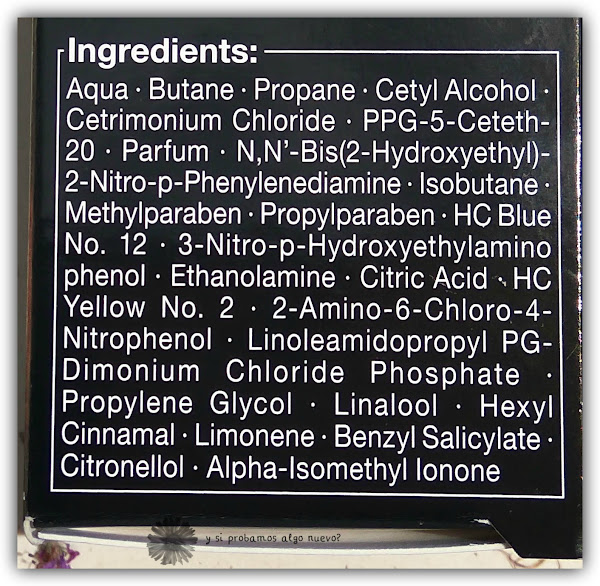 Ingredients:
Aqua · Butane · Propane · Cetyl Alcohol ·
Cetrimonium Chloride · PPG-5-Ceteth-
20 · Parfum · N,N'-Bis(2-Hydroxyethyl)-
2-Nitro-p-Phenylenediamine · Isobutane ·
Methylparaben · Propylparaben · HC Blue
No. 12 · 3-Nitro-p-Hydroxyethylamino
phenol · Ethanolamine · Citric Acid · HC
Yellow No. 2 · 2-Amino-6-Chloro-4-
Nitrophenol · Linoleamidopropyl PG-
Dimonium Chloride Phosphate ·
Propylene Glycol · Linalool · Hexyl
Cinnamal · Limonene · Benzyl Salicylate ·
Citronellol · Alpha-Isomethyl Ionone
y si probamos algo nuevo?